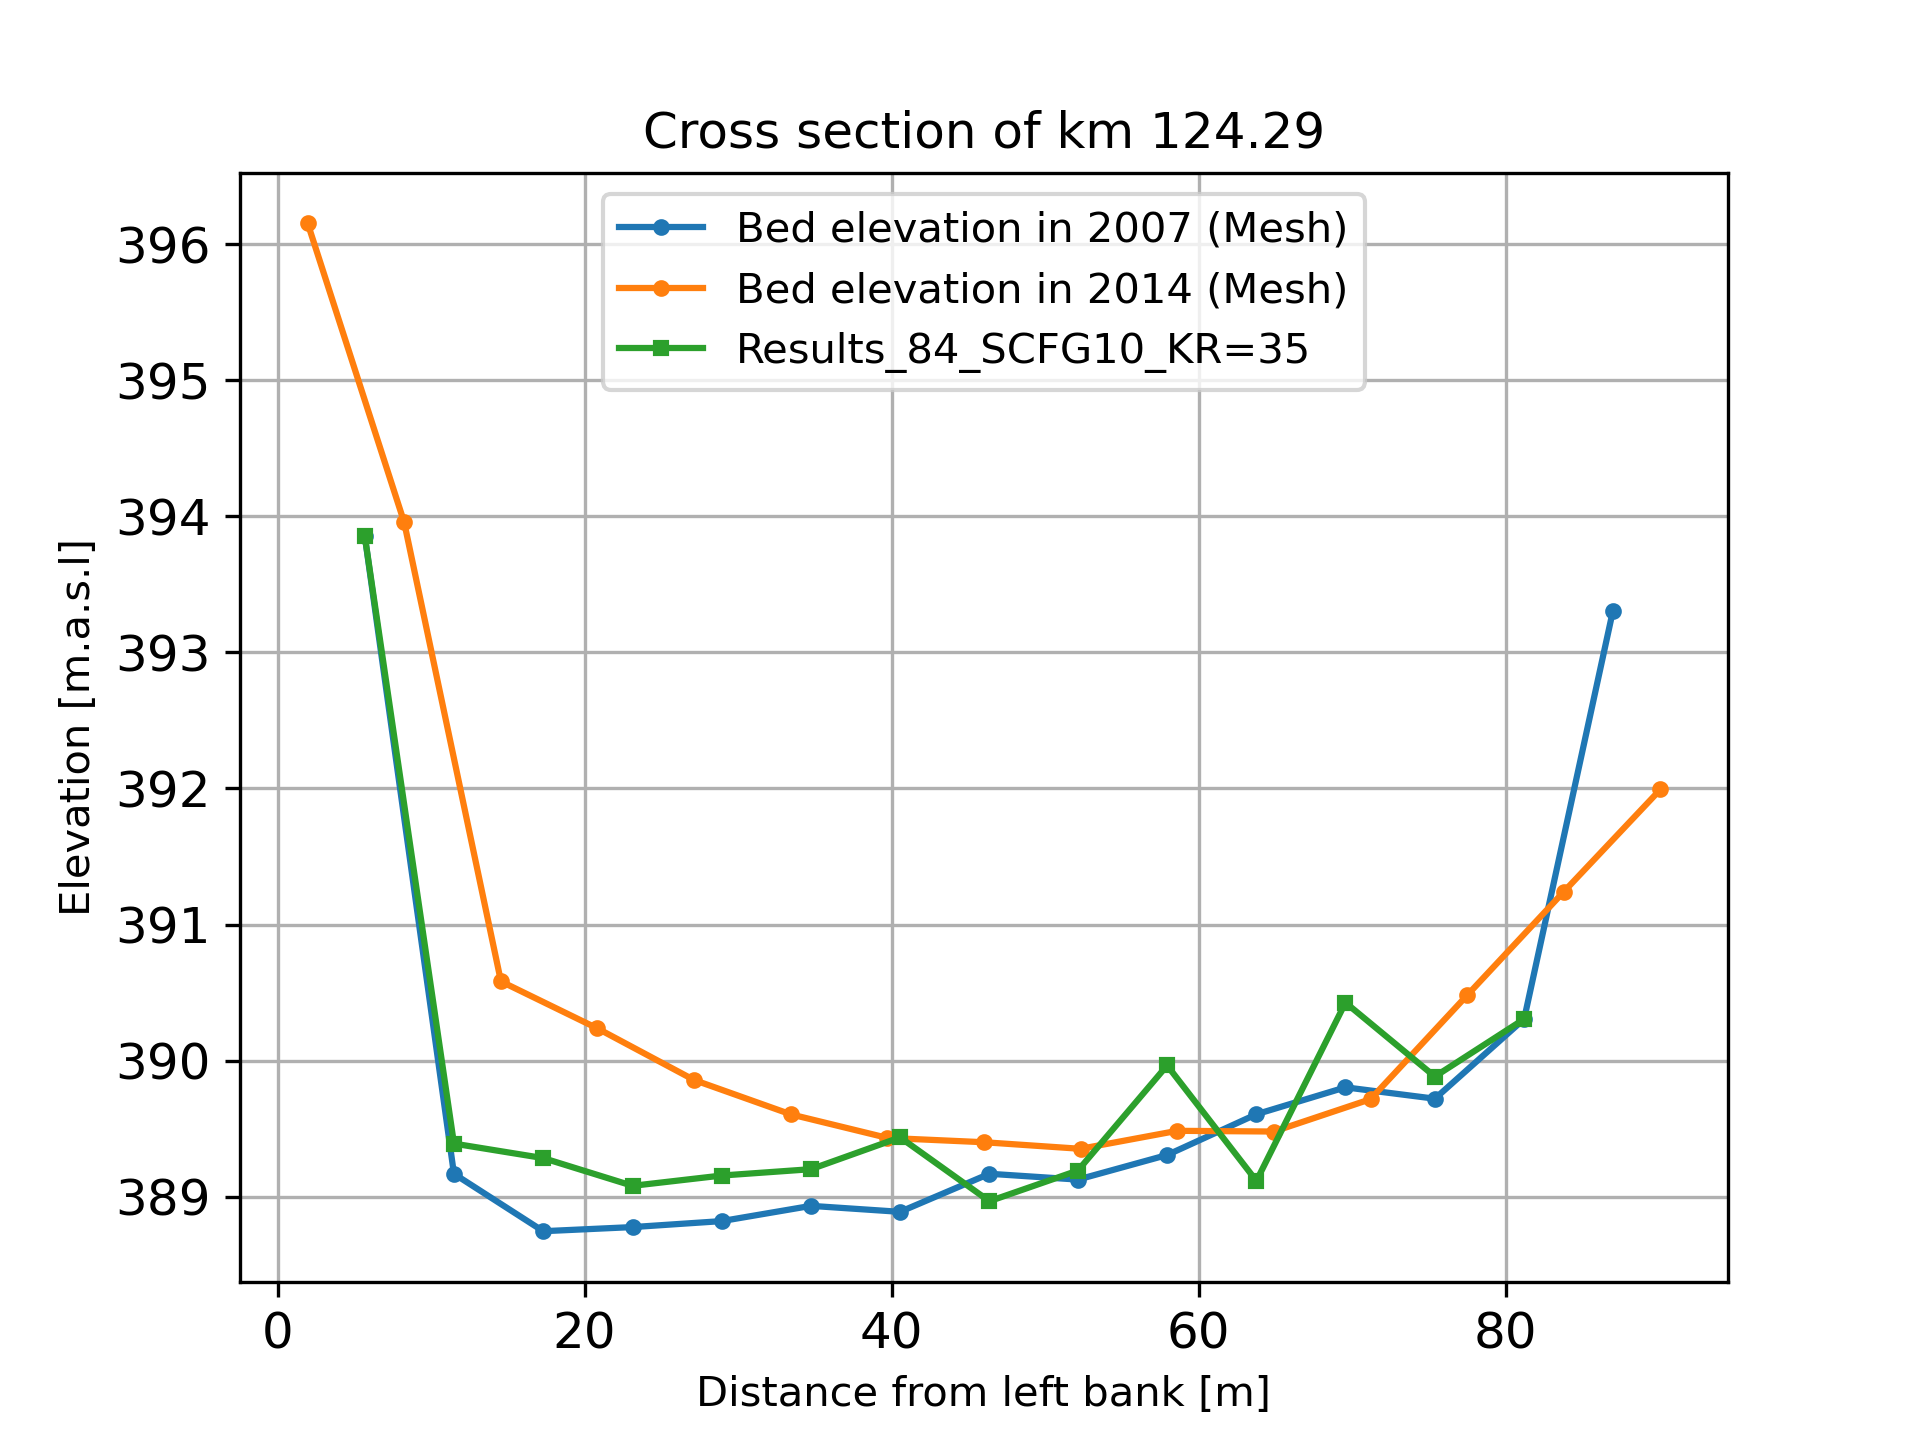 Cross section of km 124.29
Bed elevation in 2007 (Mesh)
Bed elevation in 2014 (Mesh)
Results_84_SCFG10_KR=35
396
395
394
393
392
391
390
389
Elevation [m.a.s.l]
0 20 40 60 80
Distance from left bank [m]